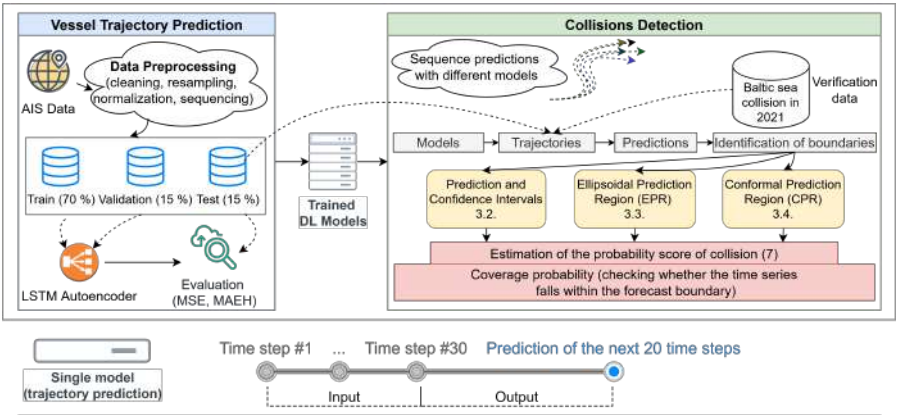 Vessel Trajectory Prediction
AIS Data
Data Preprocessing
(cleaning, resampling,
normalization, sequencing)
Train (70 %)
Validation (15 %)
Test (15 %)
LSTM Autoencoder
Evaluation
(MSE, MAEH)
Trained
DL Models
Collisions Detection
Sequence predictions
with different models
Baltic sea
collision in
2021
Verification
data
Models
Trajectories
Predictions
Identification of boundaries
Prediction and
Confidence Intervals
3.2.
Ellipsoidal Prediction
Region (EPR)
3.3.
Conformal Prediction
Region (CPR)
3.4.
Estimation of the probability score of collision (7)
Coverage probability (checking whether the time series
falls within the forecast boundary)
Single model
(trajectory prediction)
Time step #1
...
Time step #30
Prediction of the next 20 time steps
Input
Output